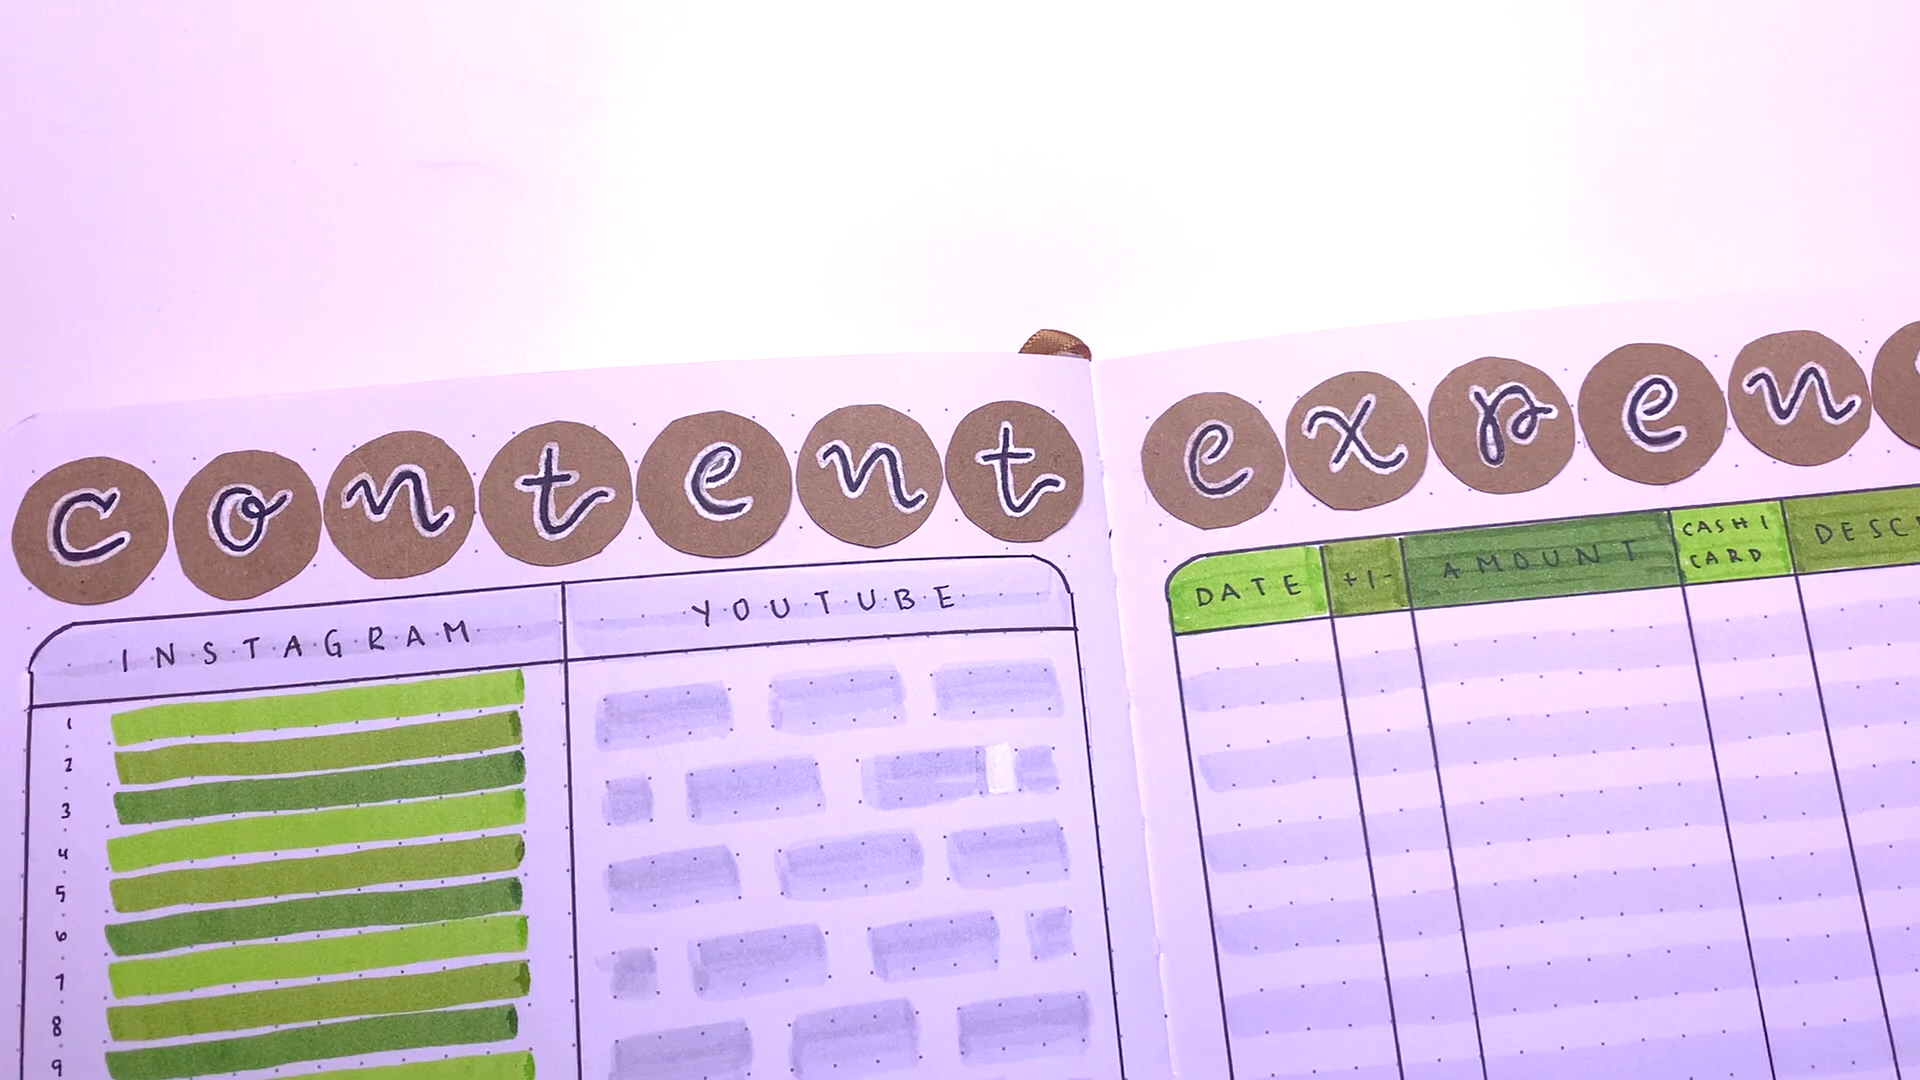 content
INSTAGRAM
YOUTUBE
1
2
3
4
5
6
7
8
9
expen
DATE
+/-
AMOUNT
CASH /
CARD
DESC